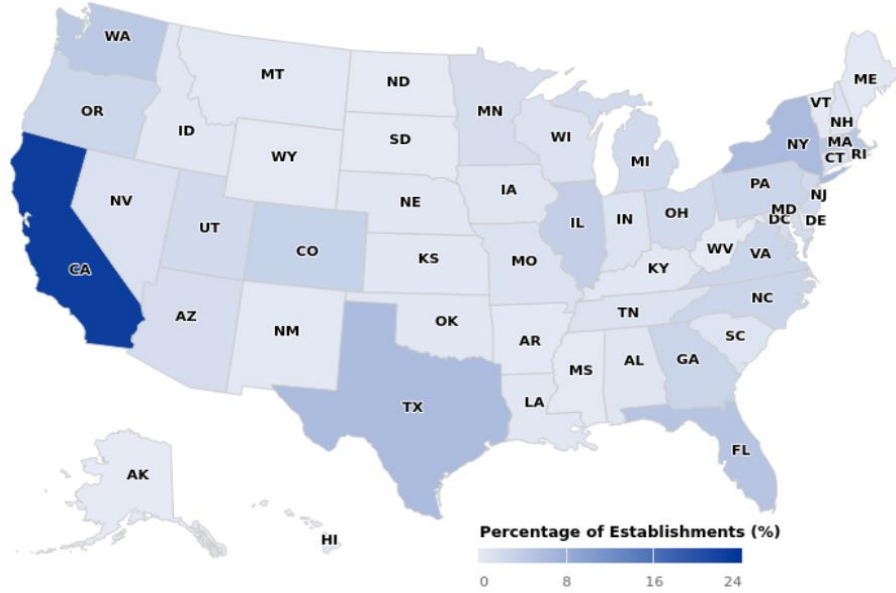 WA
MT
ND
MN
ME
VT
NH
OR
ID
SD
WI
NY
MA
WY
MI
CT RI
IA
PA
NV
NE
NJ
UT
IL
IN
OH
MD
DC
DE
CO
KS
MO
WV
VA
CA
KY
NC
AZ
NM
OK
TN
AR
SC
MS
AL
GA
TX
LA
FL
AK
HI
Percentage of Establishments (%)
0 8 16 24